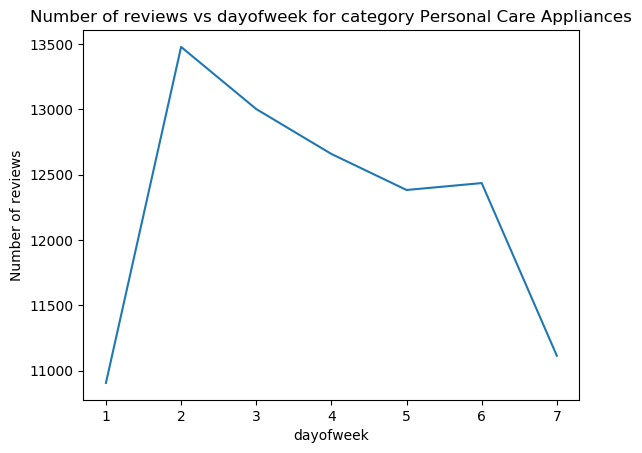 Number of reviews vs dayofweek for category Personal Care Appliances
13500
13000
12500
12000
11500
11000
Number of reviews
1 2 3 4 5 6 7
dayofweek